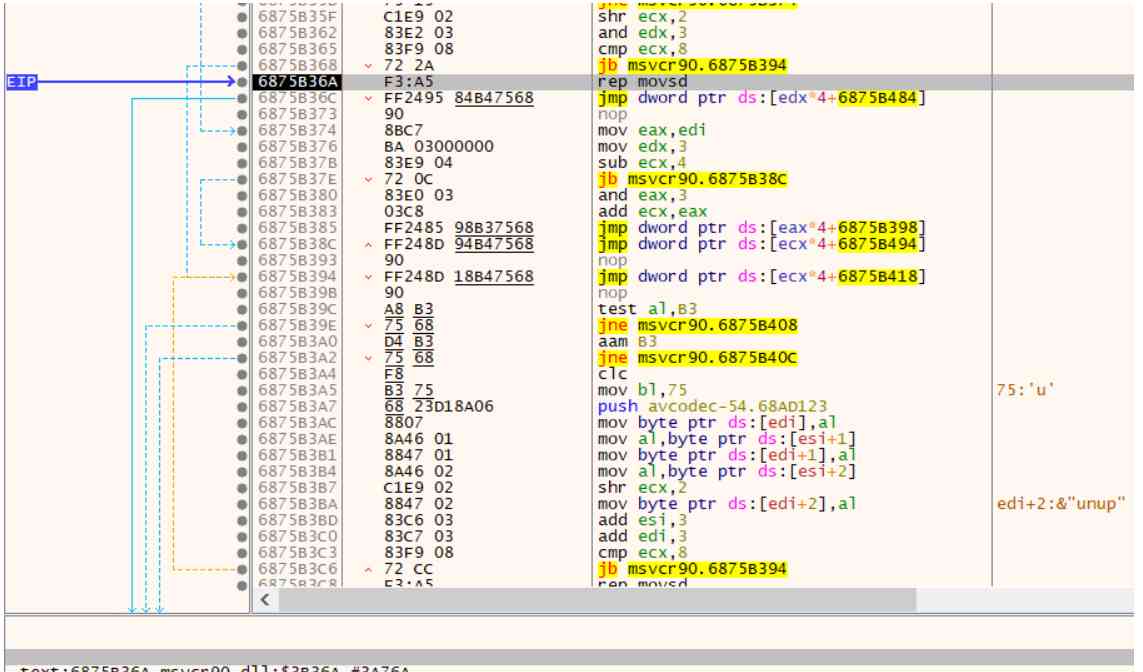 6875B35F C1E9 02 shr ecx,2
6875B362 83E2 03 and edx,3
6875B365 83F9 08 cmp ecx,8
6875B368 72 2A jb msvcr90.6875B394
EIP 6875B36A F3:A5 rep movsd
6875B36C FF2495 84B47568 jmp dword ptr ds:[edx*4+6875B484]
6875B373 90 nop
6875B374 8BC7 mov eax,edi
6875B376 BA 03000000 mov edx,3
6875B37B 83E9 04 sub ecx,4
6875B37E 72 0C jb msvcr90.6875B38C
6875B380 83E0 03 and eax,3
6875B383 03C8 add ecx,eax
6875B385 FF2485 98B37568 jmp dword ptr ds:[eax*4+6875B398]
6875B38C FF248D 94B47568 jmp dword ptr ds:[ecx*4+6875B494]
6875B393 90 nop
6875B394 FF248D 18B47568 jmp dword ptr ds:[ecx*4+6875B418]
6875B39B 90 nop
6875B39C A8 B3 test al,B3
6875B39E 75 68 jne msvcr90.6875B408
6875B3A0 D4 B3 aam B3
6875B3A2 75 68 jne msvcr90.6875B40C
6875B3A4 F8 clc
6875B3A5 B3 75 mov bl,75 75:'u'
6875B3A7 68 23D18A06 push avcodec-54.68AD123
6875B3AC 8807 mov byte ptr ds:[edi],al
6875B3AE 8A46 01 mov al,byte ptr ds:[esi+1]
6875B3B1 8847 01 mov byte ptr ds:[edi+1],al
6875B3B4 8A46 02 mov al,byte ptr ds:[esi+2]
6875B3B7 C1E9 02 shr ecx,2
6875B3BA 8847 02 mov byte ptr ds:[edi+2],al edi+2:&"unup"
6875B3BD 83C6 03 add esi,3
6875B3C0 83C7 03 add edi,3
6875B3C3 83F9 08 cmp ecx,8
6875B3C6 72 CC jb msvcr90.6875B394
6875B3C8 F3:A5 rep movsd
.text:6875B36A msvcr90.dll:$3B36A #3A76A